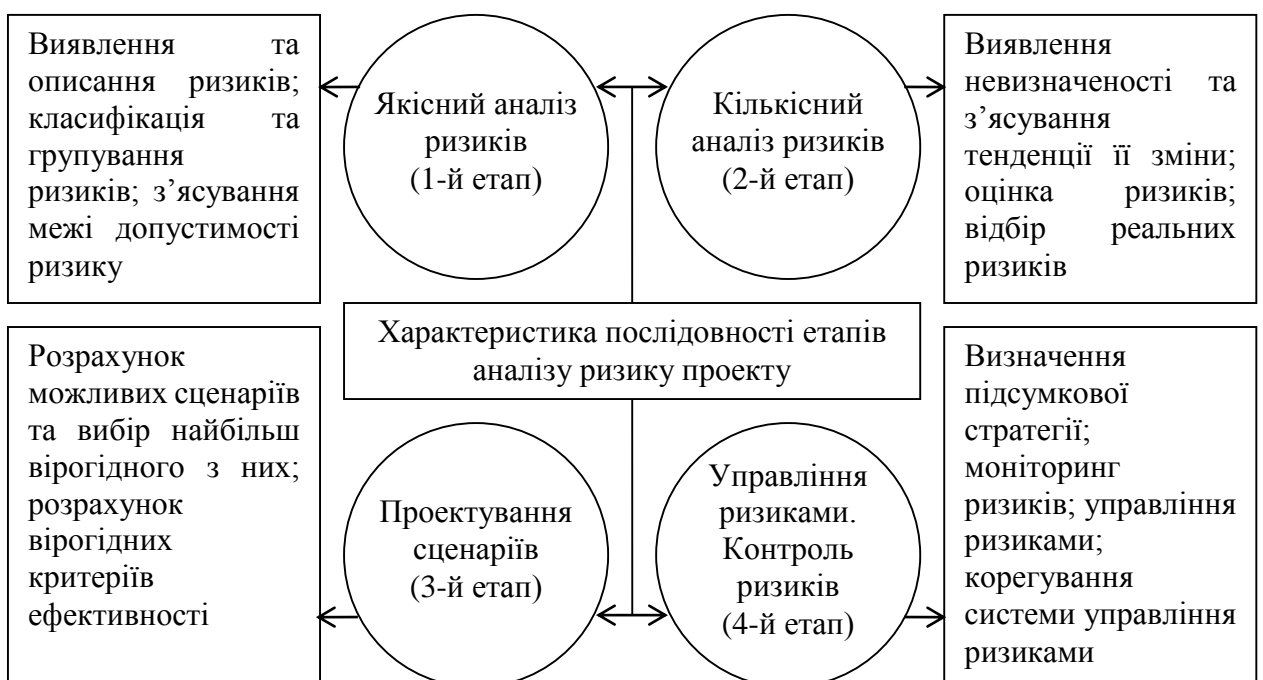 Виявлення та
описання ризиків;
класифікація та
групування
ризиків; з’ясування
межі допустимості
ризику
Якісний аналіз
ризиків
(1-й етап)
Кількісний
аналіз ризиків
(2-й етап)
Виявлення
невизначеності та
з’ясування
тенденції її зміни;
оцінка ризиків;
відбір реальних
ризиків
Характеристика послідовності етапів
аналізу ризику проекту
Розрахунок
можливих сценаріїв
та вибір найбільш
вірогідного з них;
розрахунок
вірогідних
критеріїв
ефективності
Проектування
сценаріїв
(3-й етап)
Управління
ризиками.
Контроль
ризиків
(4-й етап)
Визначення
підсумкової
стратегії;
моніторинг
ризиків; управління
ризиками;
корегування
системи управління
ризиками